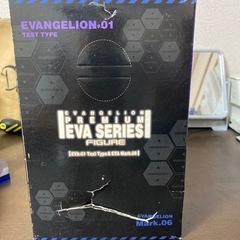 EVANGELION-01
TEST TYPE
EVANGELION
PREMIUM
EVA SERIES
FIGURE
【EVA-01 Test Type & EVA Mark.06】
EVANGELION
Mark.06